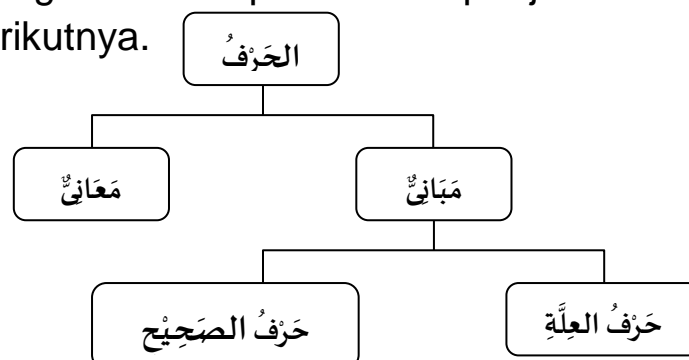 rikutnya.
الحَرْفُ
مَبَانِيٌّ
مَعَانِيٌّ
حَرْفُ العِلَّةِ
حَرْفُ الصَحِيْح